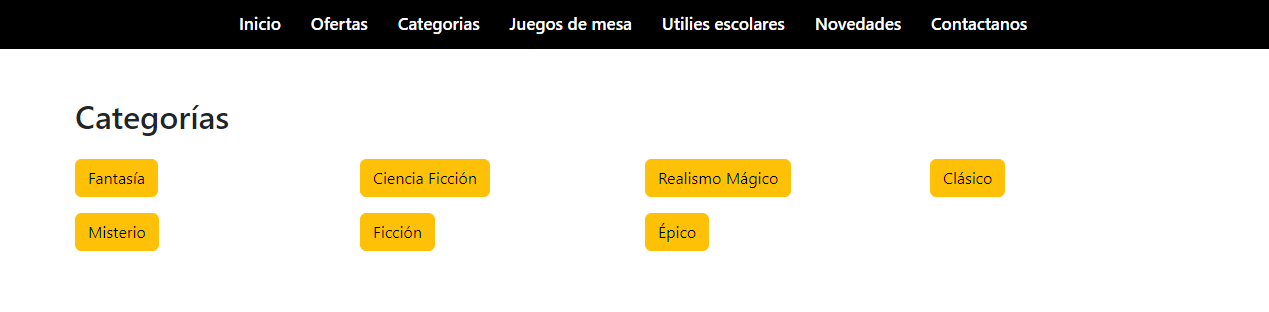 Inicio Ofertas Categorias Juegos de mesa Utilies escolares Novedades Contactanos
Categorías
Fantasía Ciencia Ficción Realismo Mágico Clásico
Misterio Ficción Épico